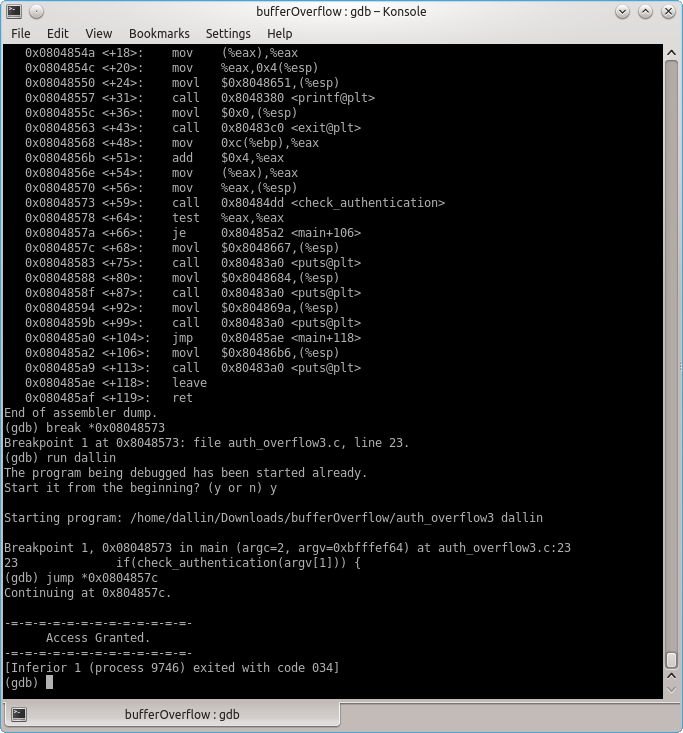 bufferOverflow : gdb – Konsole
File Edit View Bookmarks Settings Help
0x0804854a <+18>: mov (%eax),%eax
0x0804854c <+20>: mov %eax,0x4(%esp)
0x08048550 <+24>: movl $0x8048651,(%esp)
0x08048557 <+31>: call 0x8048380 <printf@plt>
0x0804855c <+36>: movl $0x0,(%esp)
0x08048563 <+43>: call 0x80483c0 <exit@plt>
0x08048568 <+48>: mov 0xc(%ebp),%eax
0x0804856b <+51>: add $0x4,%eax
0x0804856e <+54>: mov (%eax),%eax
0x08048570 <+56>: mov %eax,(%esp)
0x08048573 <+59>: call 0x80484dd <check_authentication>
0x08048578 <+64>: test %eax,%eax
0x0804857a <+66>: je 0x80485a2 <main+106>
0x0804857c <+68>: movl $0x8048667,(%esp)
0x08048583 <+75>: call 0x80483a0 <puts@plt>
0x08048588 <+80>: movl $0x8048684,(%esp)
0x0804858f <+87>: call 0x80483a0 <puts@plt>
0x08048594 <+92>: movl $0x804869a,(%esp)
0x0804859b <+99>: call 0x80483a0 <puts@plt>
0x080485a0 <+104>: jmp 0x80485ae <main+118>
0x080485a2 <+106>: movl $0x80486b6,(%esp)
0x080485a9 <+113>: call 0x80483a0 <puts@plt>
0x080485ae <+118>: leave
0x080485af <+119>: ret
End of assembler dump.
(gdb) break *0x08048573
Breakpoint 1 at 0x8048573: file auth_overflow3.c, line 23.
(gdb) run dallin
The program being debugged has been started already.
Start it from the beginning? (y or n) y
Starting program: /home/dallin/Downloads/bufferOverflow/auth_overflow3 dallin
Breakpoint 1, 0x08048573 in main (argc=2, argv=0xbfffef64) at auth_overflow3.c:23
23 if(check_authentication(argv[1])) {
(gdb) jump *0x0804857c
Continuing at 0x804857c.
-=-=-=-=-=-=-=-=-=-=-=-=-=-
Access Granted.
-=-=-=-=-=-=-=-=-=-=-=-=-=-
[Inferior 1 (process 9746) exited with code 034]
(gdb)
bufferOverflow : gdb